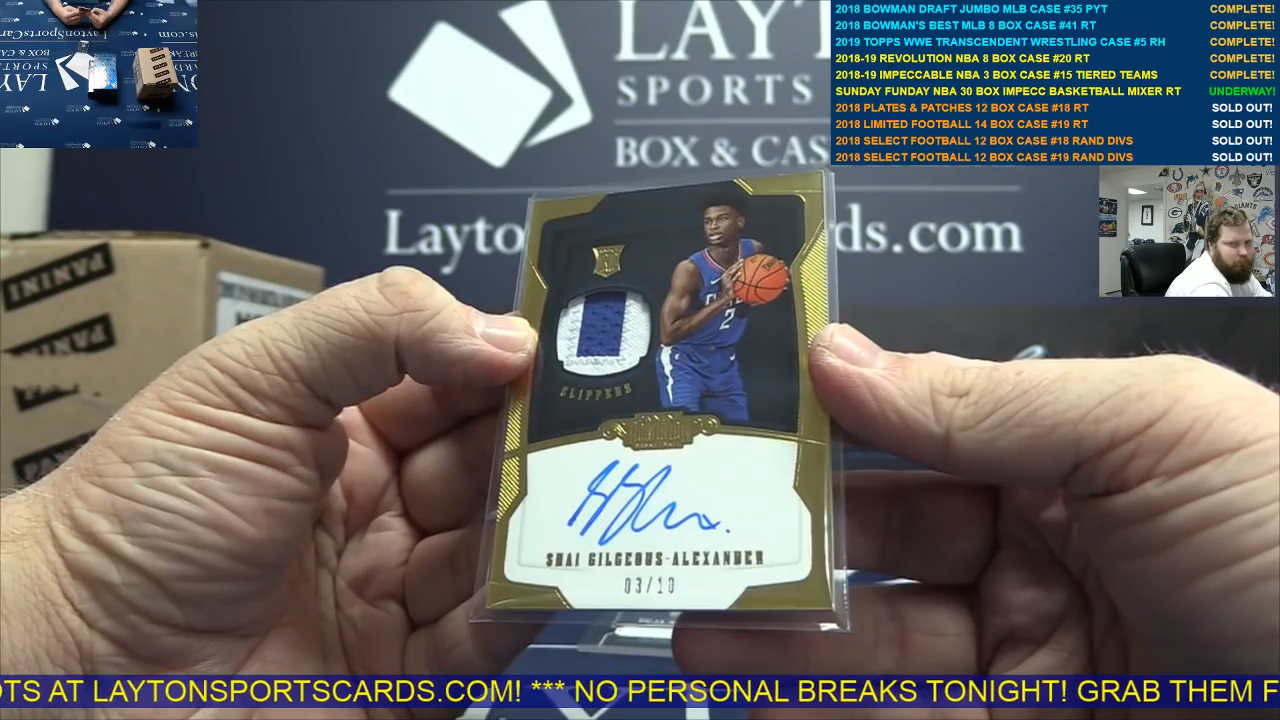 2018 BOWMAN DRAFT JUMBO MLB CASE #35 PYT COMPLETE!
2018 BOWMAN'S BEST MLB 8 BOX CASE #41 RT COMPLETE!
2019 TOPPS WWE TRANSCENDENT WRESTLING CASE #5 RH COMPLETE!
2018-19 REVOLUTION NBA 8 BOX CASE #20 RT COMPLETE!
2018-19 IMPECCABLE NBA 3 BOX CASE #15 TIERED TEAMS COMPLETE!
SUNDAY FUNDAY NBA 30 BOX IMPECC BASKETBALL MIXER RT UNDERWAY!
2018 PLATES & PATCHES 12 BOX CASE #18 RT SOLD OUT!
2018 LIMITED FOOTBALL 14 BOX CASE #19 RT SOLD OUT!
2018 SELECT FOOTBALL 12 BOX CASE #18 RAND DIVS SOLD OUT!
2018 SELECT FOOTBALL 12 BOX CASE #19 RAND DIVS SOLD OUT!
LAYT
SPORTS
BOX & CAS
Layto rds.com
PANINI
PANINI
CLIPPERS
2
SHAI GILGEOUS-ALEXANDER
03/10
OTS AT LAYTONSPORTSCARDS.COM! *** NO PERSONAL BREAKS TONIGHT! GRAB THEM F